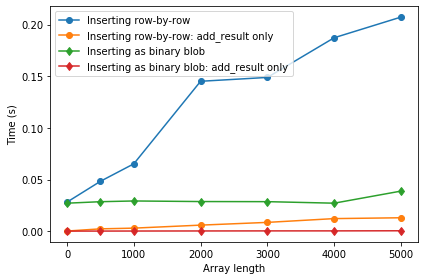 Inserting row-by-row
Inserting row-by-row: add_result only
Inserting as binary blob
Inserting as binary blob: add_result only
Time (s)
0.20
0.15
0.10
0.05
0.00
0 1000 2000 3000 4000 5000
Array length